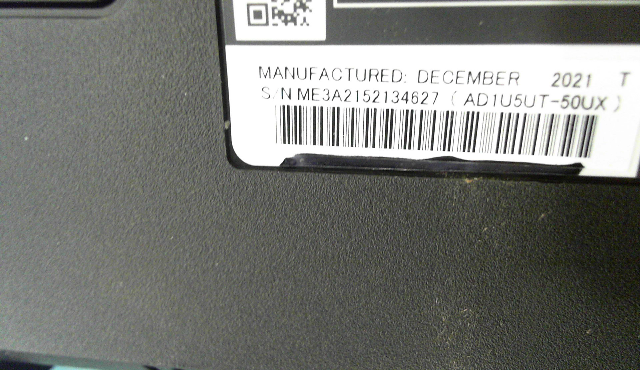 MANUFACTURED: DECEMBER 2021 T
S/N ME3A2152134627 (AD1U5UT-50UX)